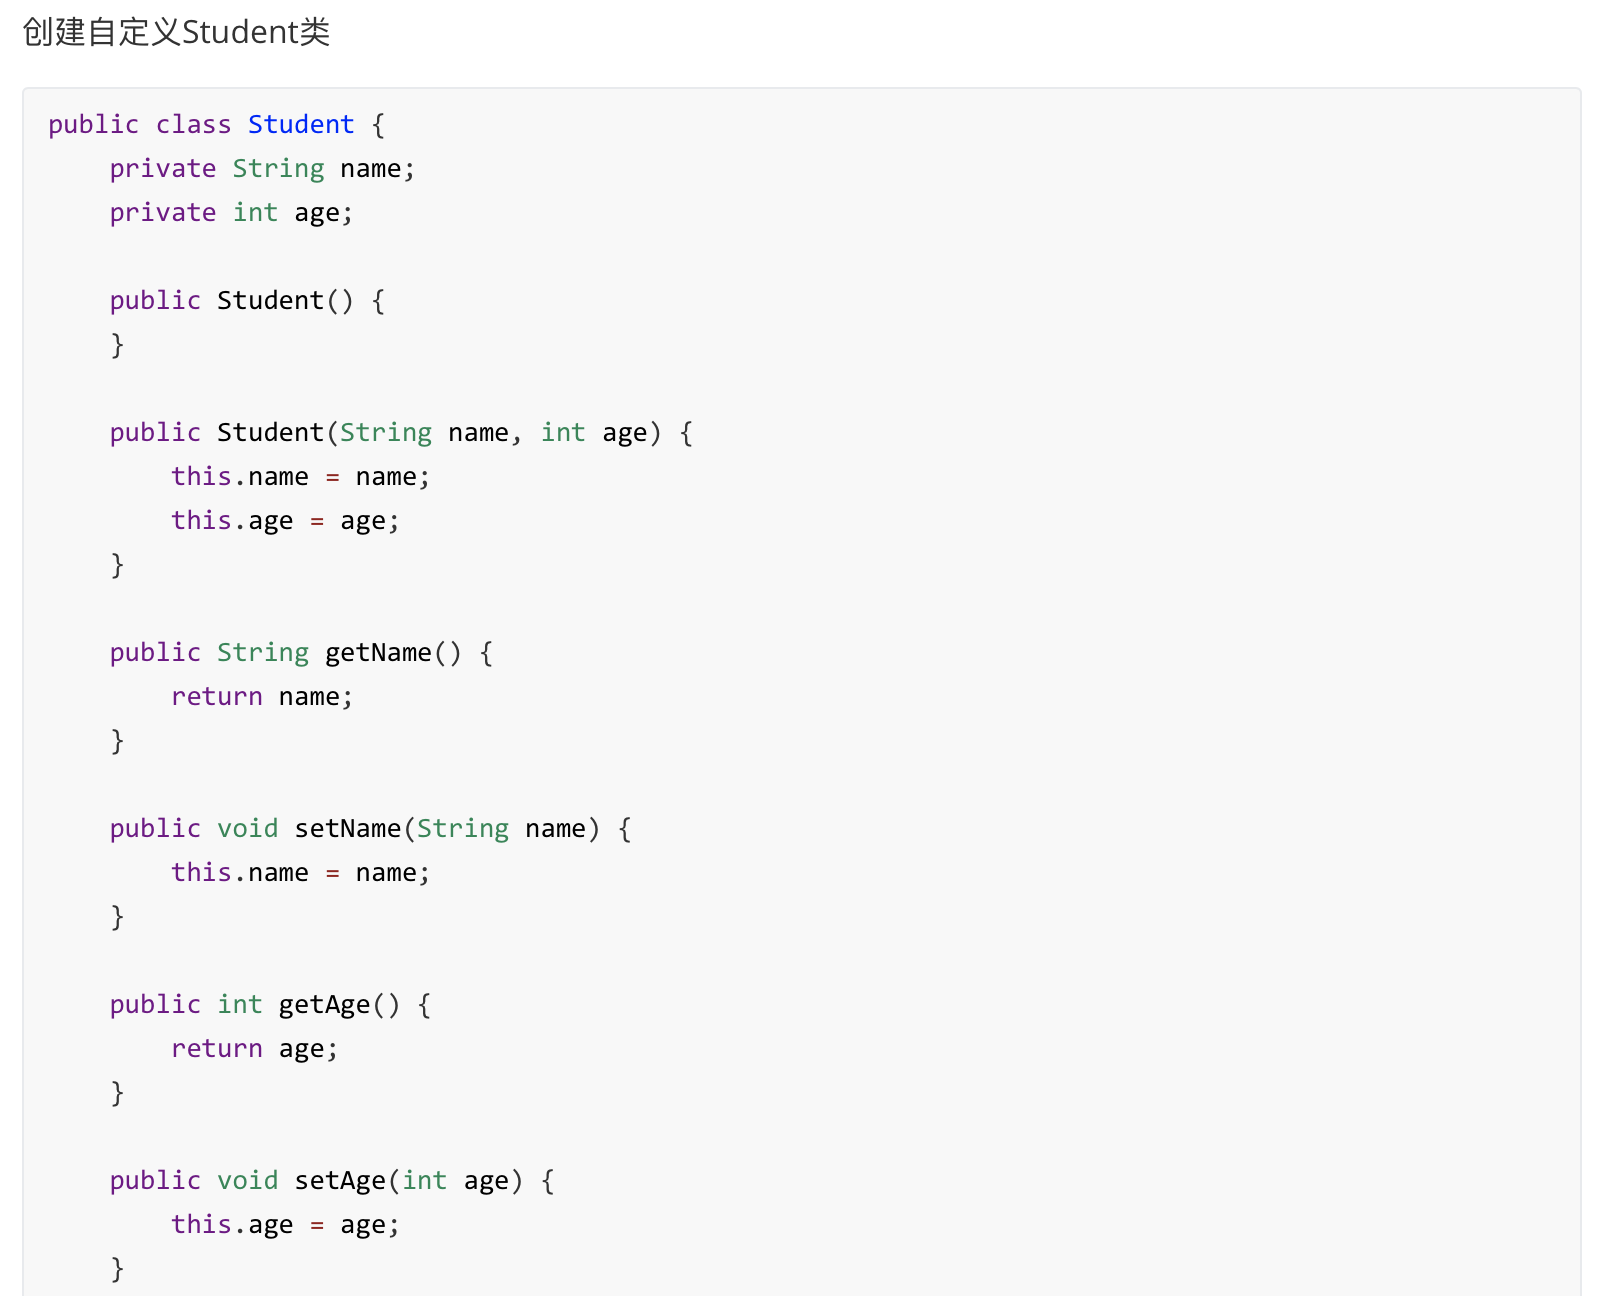 创建自定义Student类
public class Student {
    private String name;
    private int age;

    public Student() {
    }

    public Student(String name, int age) {
        this.name = name;
        this.age = age;
    }

    public String getName() {
        return name;
    }

    public void setName(String name) {
        this.name = name;
    }

    public int getAge() {
        return age;
    }

    public void setAge(int age) {
        this.age = age;
    }